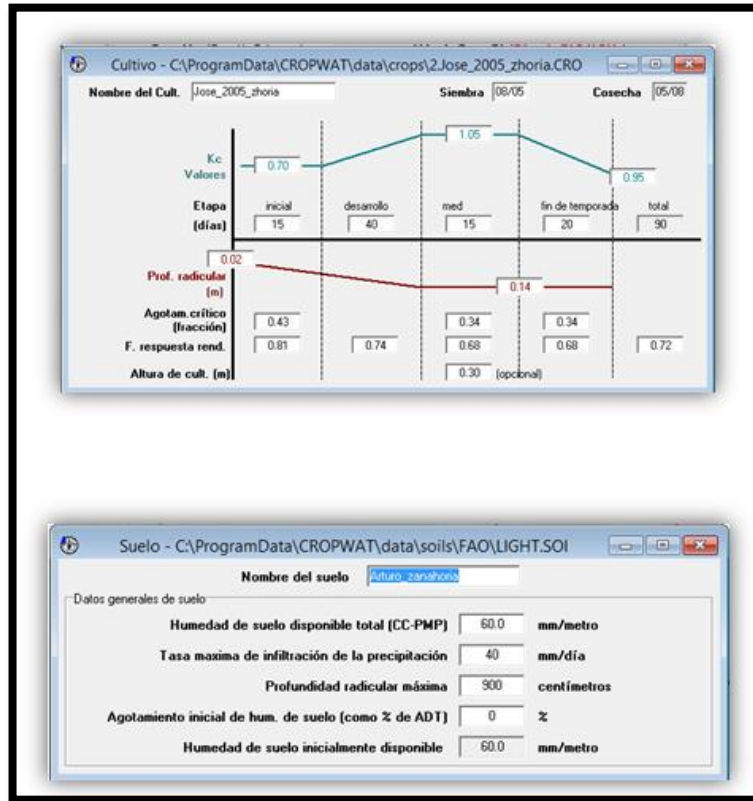 Cultivo - C:\ProgramData\CROPWAT\data\crops\2.Jose_2005_zhoria.CRO
Nombre del Cult. Jose_2005_zhoria Siembra 08/05 Cosecha 05/08
Kc Valores 0.70 1.05 0.95
Etapa inicial desarrollo med fin de temporada total
(días) 15 40 15 20 90
0.02
Prof. radicular (m) 0.14
Agotam.crítico (fracción) 0.43 0.34 0.34
F. respuesta rend. 0.81 0.74 0.68 0.68 0.72
Altura de cult. (m) 0.30 (opcional)
Suelo - C:\ProgramData\CROPWAT\data\soils\FAO\LIGHT.SOI
Nombre del suelo Arturo_zanahoria
Datos generales de suelo
Humedad de suelo disponible total (CC-PMP) 60.0 mm/metro
Tasa maxima de infiltración de la precipitación 40 mm/día
Profundidad radicular máxima 900 centímetros
Agotamiento inicial de hum. de suelo (como % de ADT) 0 %
Humedad de suelo inicialmente disponible 60.0 mm/metro